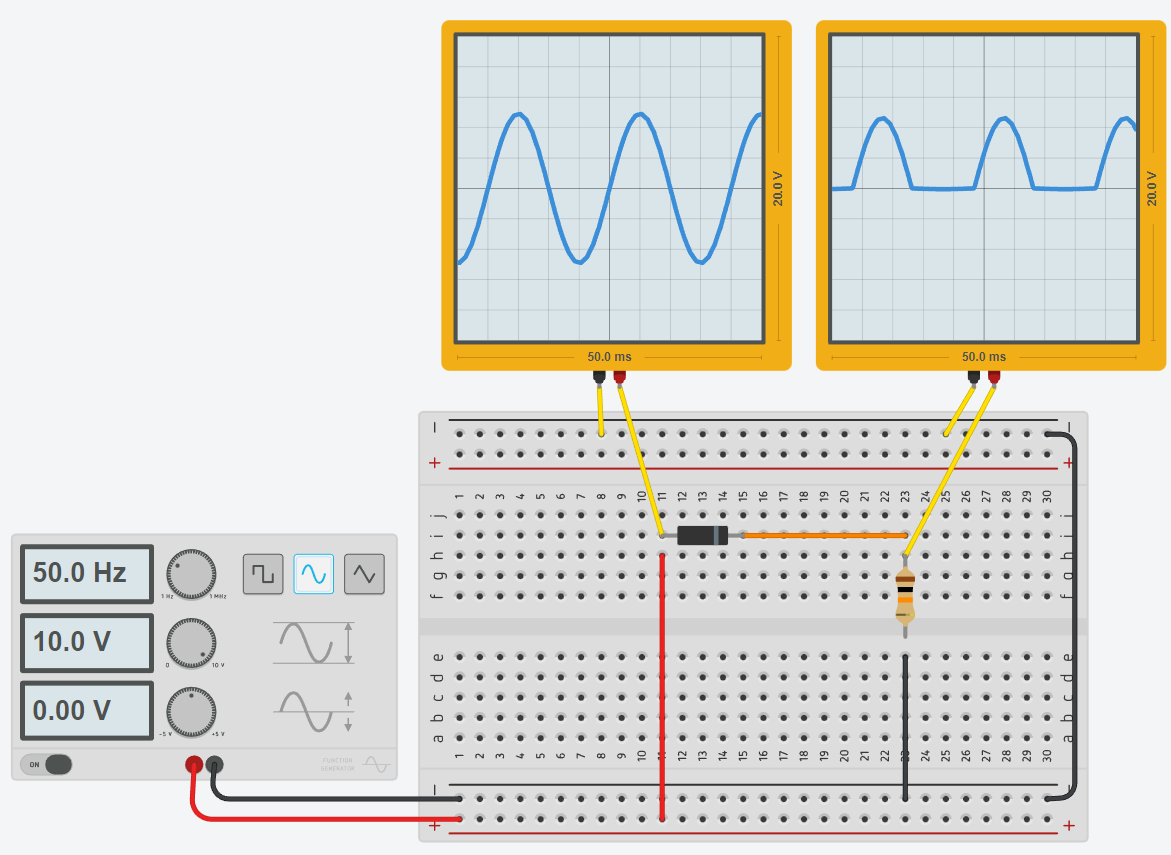 20.0 V
20.0 V
50.0 ms
50.0 ms
− −
+ +
1 2 3 4 5 6 7 8 9 10 11 12 13 14 15 16 17 18 19 20 21 22 23 24 25 26 27 28 29 30
j j
i i
h h
g g
f f
50.0 Hz
1 Hz 1 MHz
10.0 V
0 10 V
0.00 V
-5 V +5 V
ON
FUNCTION
GENERATOR
e e
d d
c c
b b
a a
1 2 3 4 5 6 7 8 9 10 11 12 13 14 15 16 17 18 19 20 21 22 23 24 25 26 27 28 29 30
− −
+ +